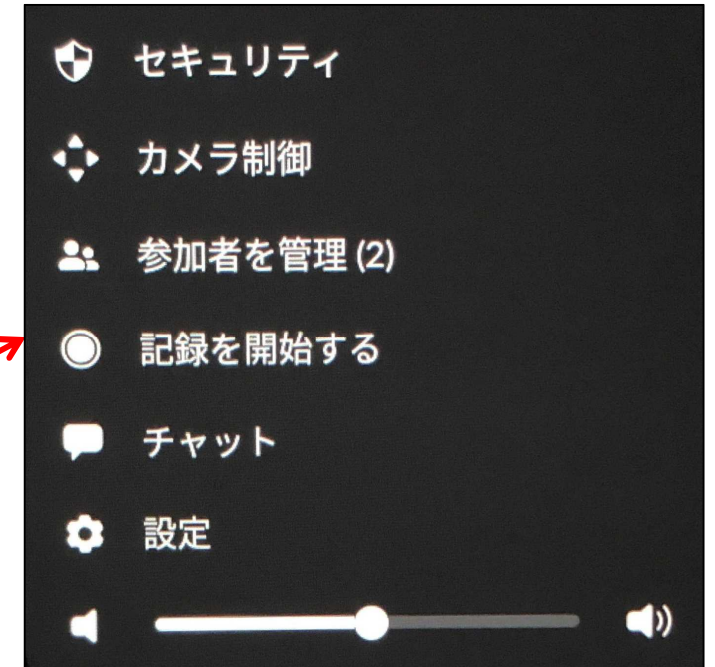 セキュリティ
カメラ制御
参加者を管理 (2)
記録を開始する
チャット
設定